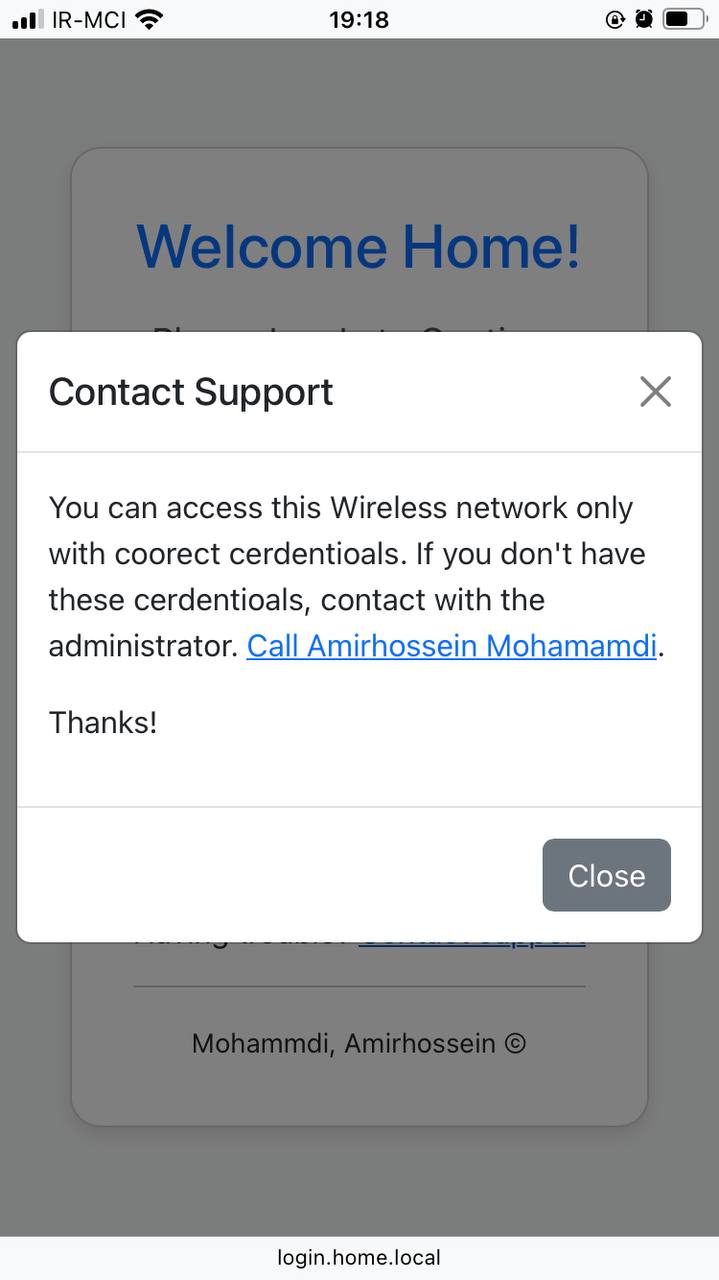 IR-MCI 19:18
Welcome Home!
Contact Support
You can access this Wireless network only
with coorect cerdentioals. If you don't have
these cerdentioals, contact with the
administrator. Call Amirhossein Mohamamdi.
Thanks!
Close
Mohammdi, Amirhossein ©
login.home.local